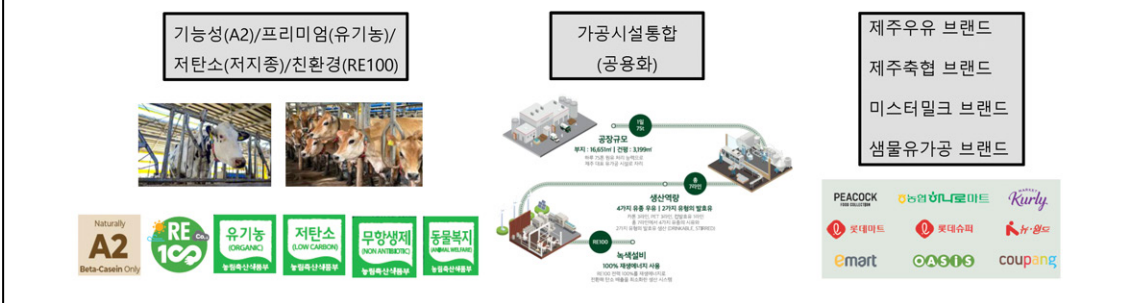 기능성(A2)/프리미엄(유기농)/
저탄소(저지종)/친환경(RE100)
Naturally
A2
Beta-Casein Only
RE
100
유기농
(ORGANIC)
농림축산식품부
저탄소
(LOW CARBON)
농림축산식품부
무항생제
(NON ANTIBIOTIC)
농림축산식품부
동물복지
(ANIMAL WELFARE)
농림축산식품부
가공시설통합
(공용화)
1일
75t
공장규모
부지 : 16,651㎡ | 건평 : 3,199㎡
총
7라인
생산역량
4가지 유종 우유 | 2가지 유형의 발효유
RE100
녹색설비
100% 재생에너지 사용
제주우유 브랜드
제주축협 브랜드
미스터밀크 브랜드
샘물유가공 브랜드
PEACOCK
농협하나로마트
MARKET
Kurly
롯데마트
롯데슈퍼
emart
OASIS
coupang